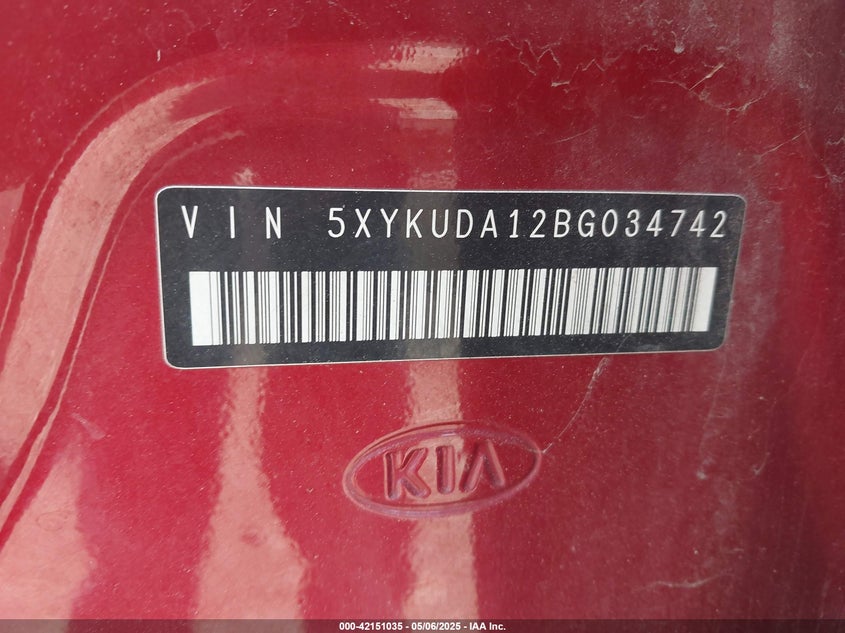 VIN 5XYKUDA12BG034742
KIA
000-42151035 - 05/06/2025 - IAA Inc.